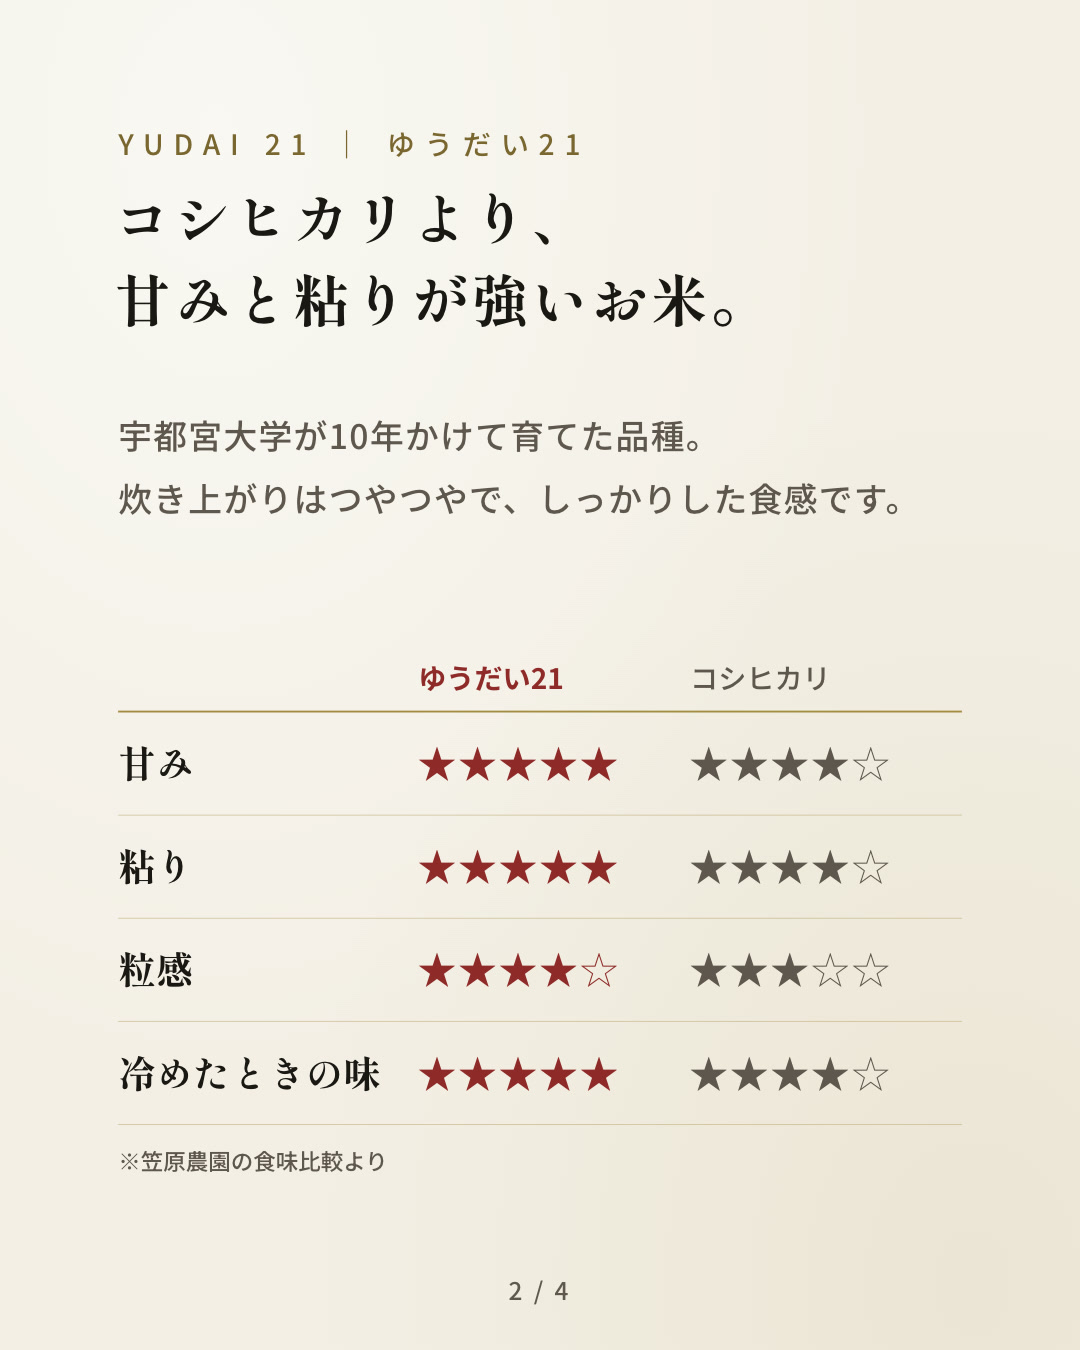 YUDAI 21 | ゆうだい21
コシヒカリより、
甘みと粘りが強いお米。
宇都宮大学が10年かけて育てた品種。
炊き上がりはつやつやで、しっかりした食感です。
ゆうだい21 コシヒカリ
甘み ★★★★★ ★★★★☆
粘り ★★★★★ ★★★★☆
粒感 ★★★★☆ ★★★☆☆
冷めたときの味 ★★★★★ ★★★★☆
※笠原農園の食味比較より
2 / 4